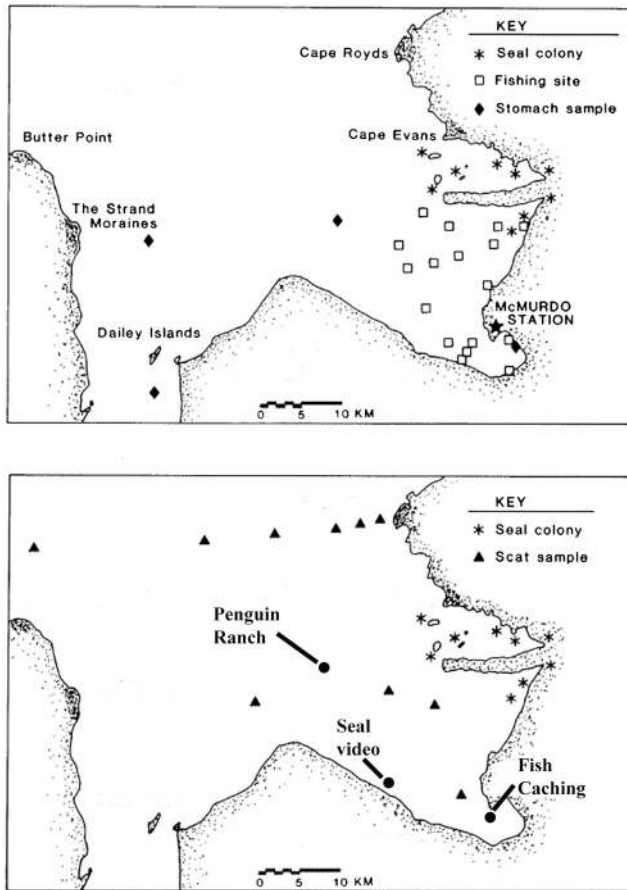 KEY
Cape Royds
Seal colony
Fishing site
Stomach sample
Cape Evans
Butter Point
The Strand
Moraines
McMURDO
STATION
Dailey Islands
0 5 10 KM
KEY
Seal colony
Scat sample
Penguin
Ranch
Seal
video
Fish
Caching
0 5 10 KM